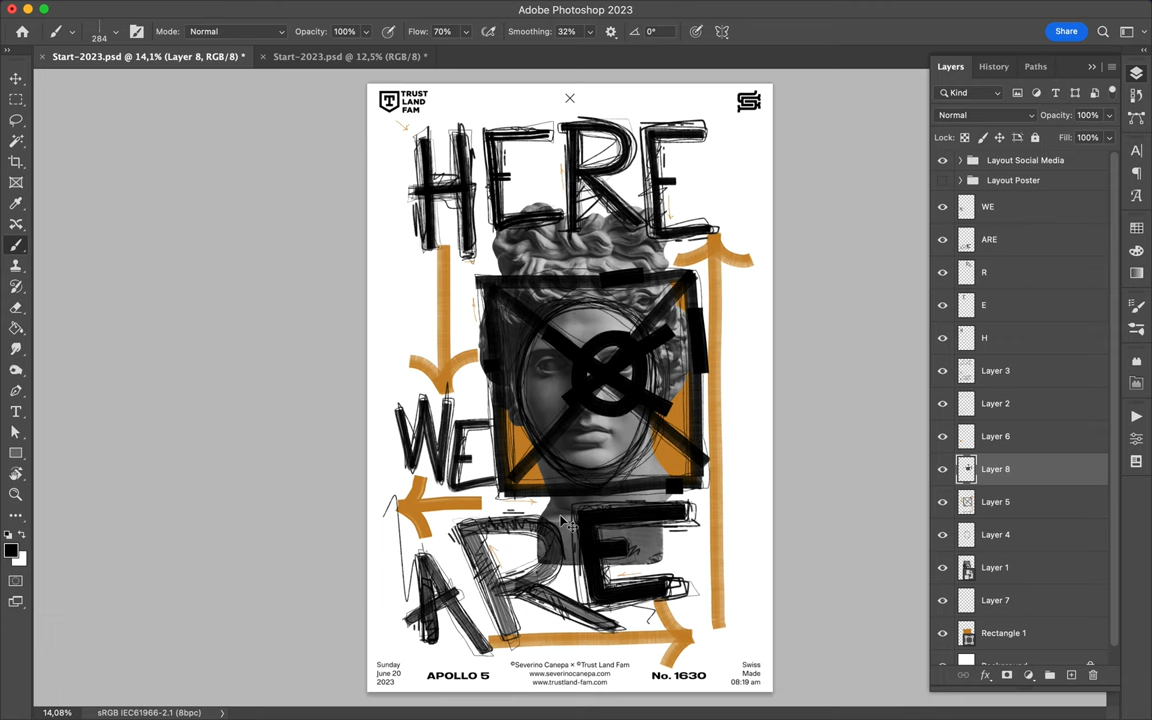 Adobe Photoshop 2023
284
Mode: Normal
Opacity: 100%
Flow: 70%
Smoothing: 32%
0°
Share
Start-2023.psd @ 14,1% (Layer 8, RGB/8) *
Start-2023.psd @ 12,5% (RGB/8) *
TRUST
LAND
FAM
HERE
WE
ARE
Sunday
June 20
2023
APOLLO 5
©Severino Canepa × ©Trust Land Fam
www.severinocanepa.com
www.trustland-fam.com
No. 1630
Swiss
Made
08:19 am
Layers
History
Paths
Kind
Normal
Opacity: 100%
Lock:
Fill: 100%
Layout Social Media
Layout Poster
WE
ARE
R
E
H
Layer 3
Layer 2
Layer 6
Layer 8
Layer 5
Layer 4
Layer 1
Layer 7
Rectangle 1
Background
14,08%
sRGB IEC61966-2.1 (8bpc)